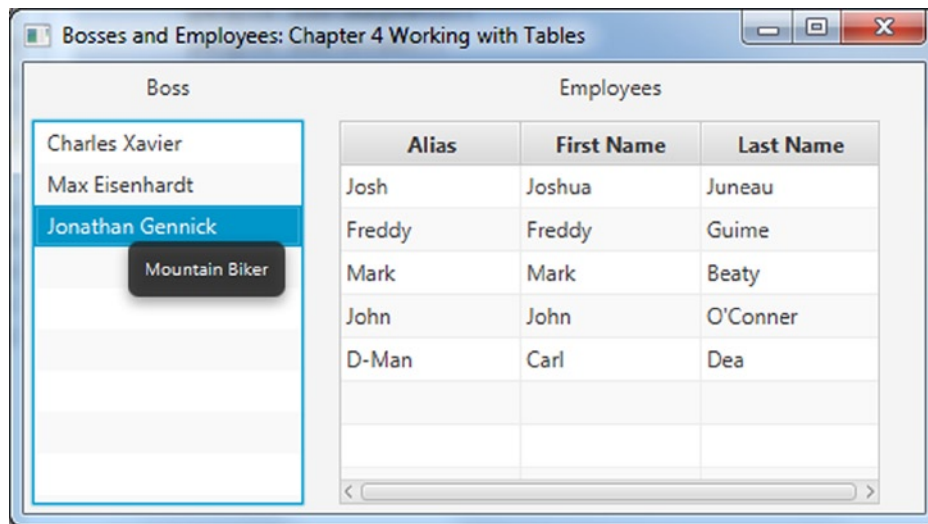 Bosses and Employees: Chapter 4 Working with Tables
Boss
Employees
Charles Xavier
Max Eisenhardt
Jonathan Gennick
Mountain Biker
Alias First Name Last Name
Josh Joshua Juneau
Freddy Freddy Guime
Mark Mark Beaty
John John O'Conner
D-Man Carl Dea